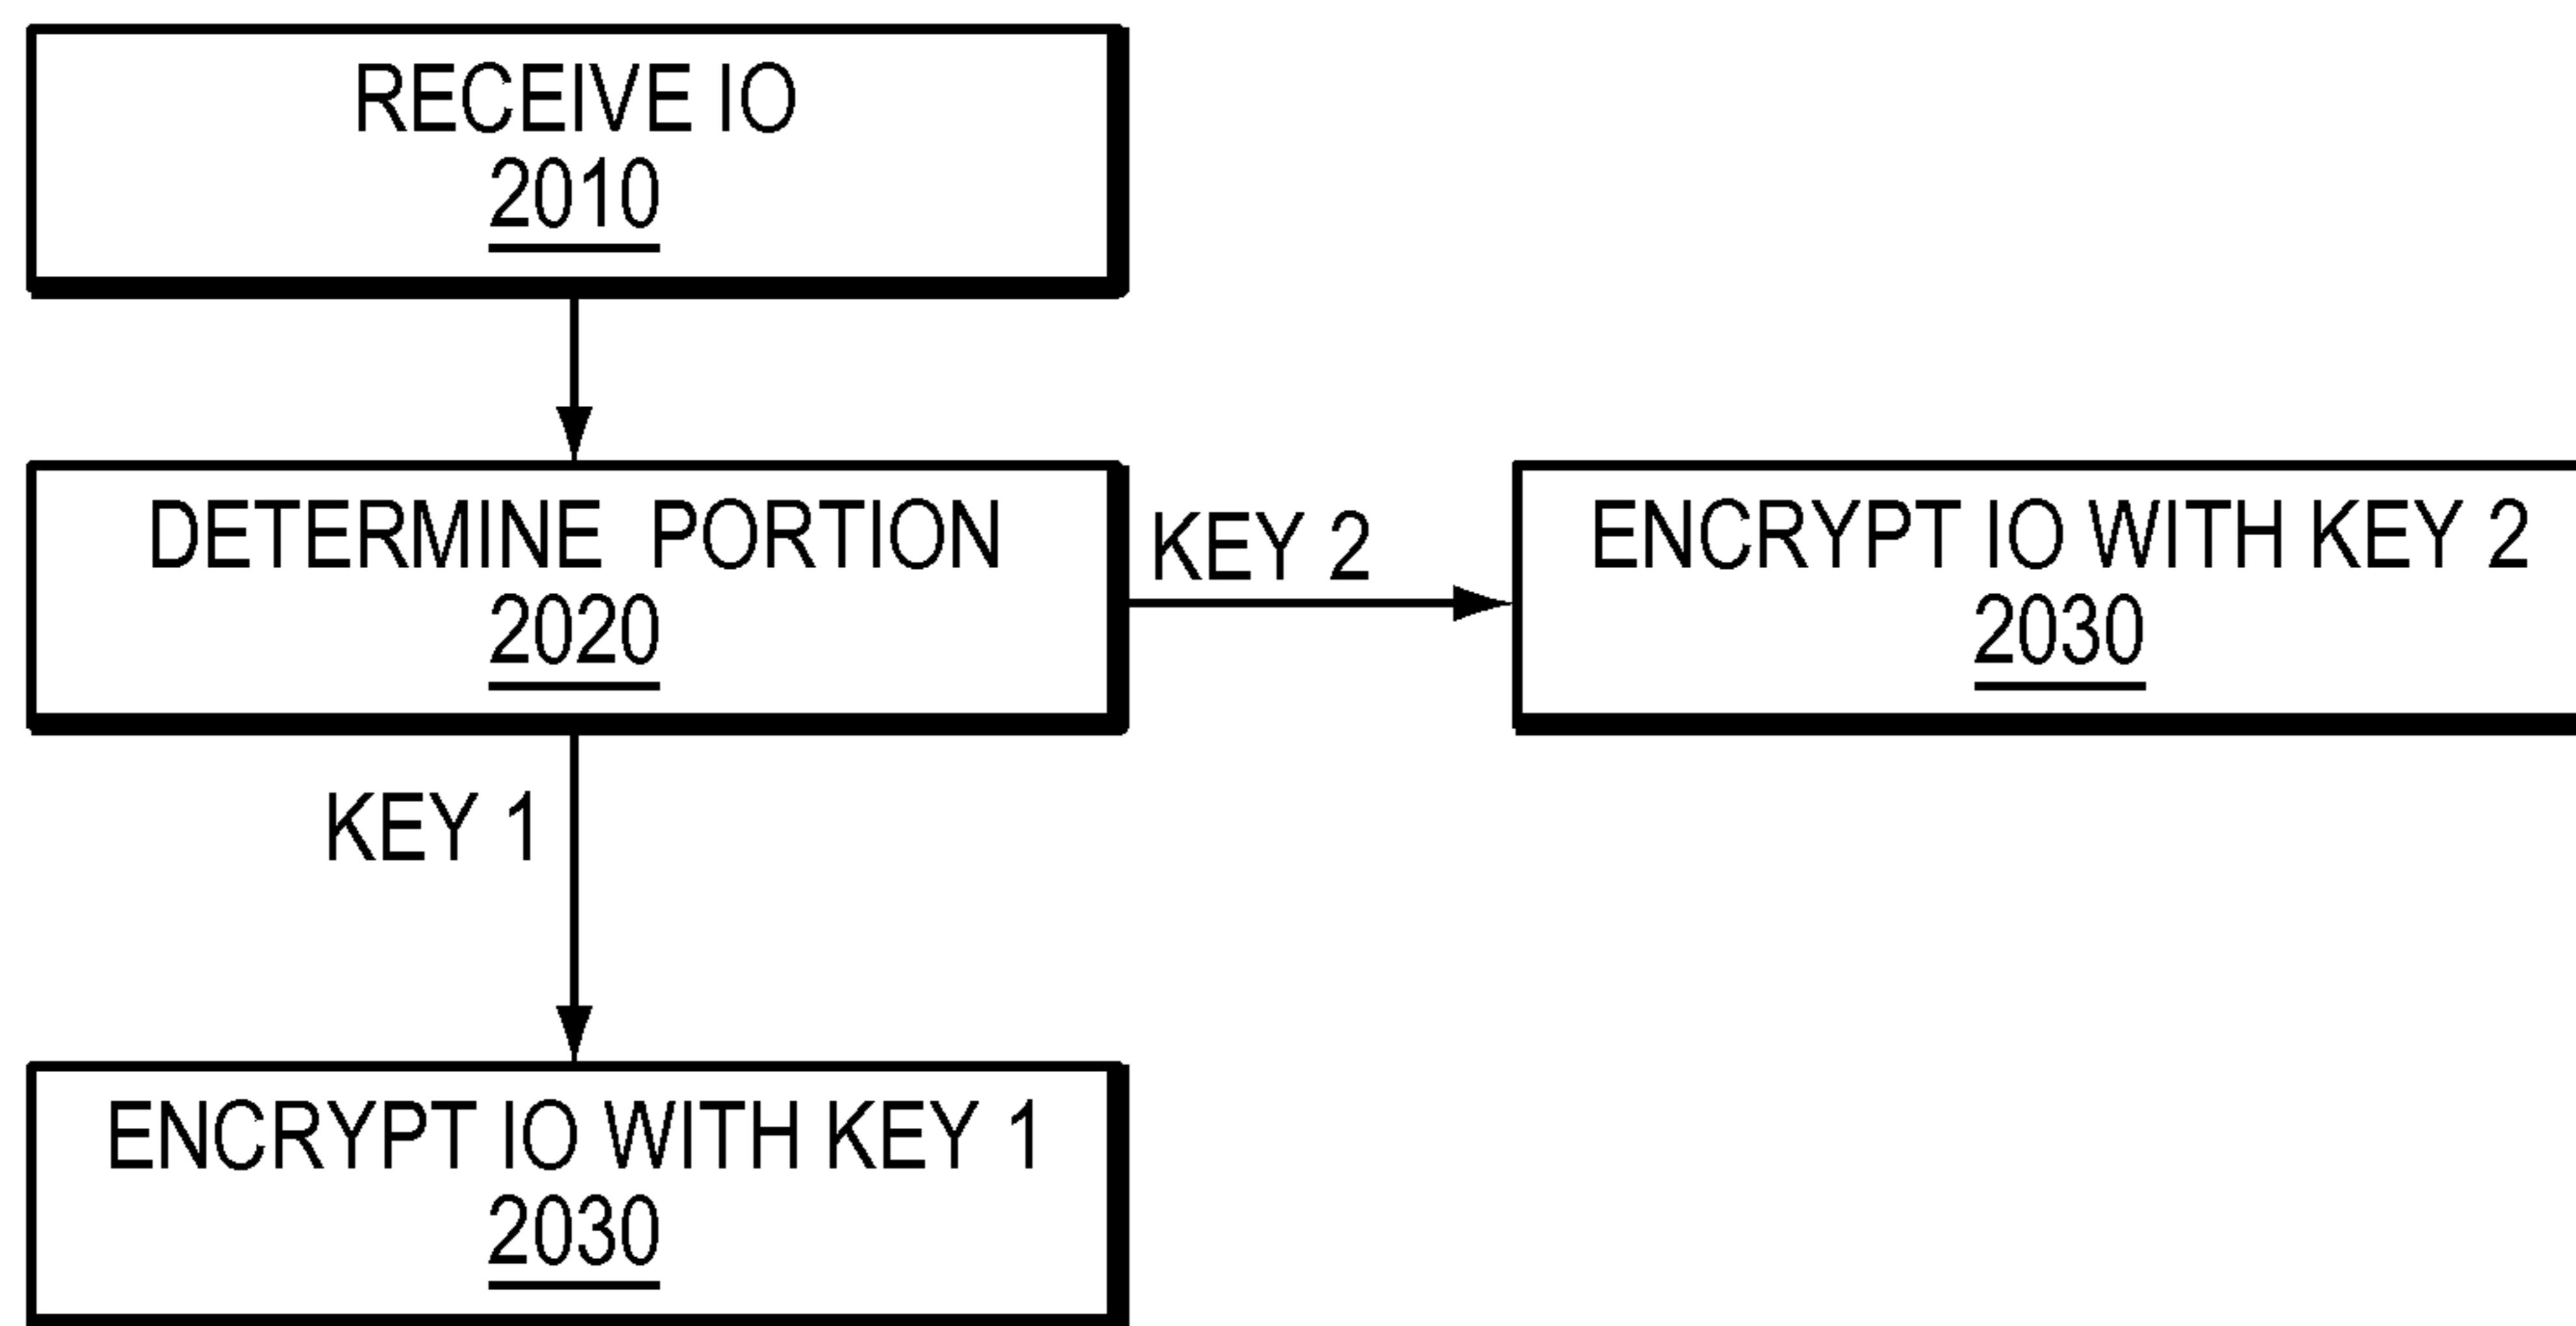 RECEIVE IO
2010
DETERMINE PORTION
2020
KEY 2
ENCRYPT IO WITH KEY 2
2030
KEY 1
ENCRYPT IO WITH KEY 1
2030